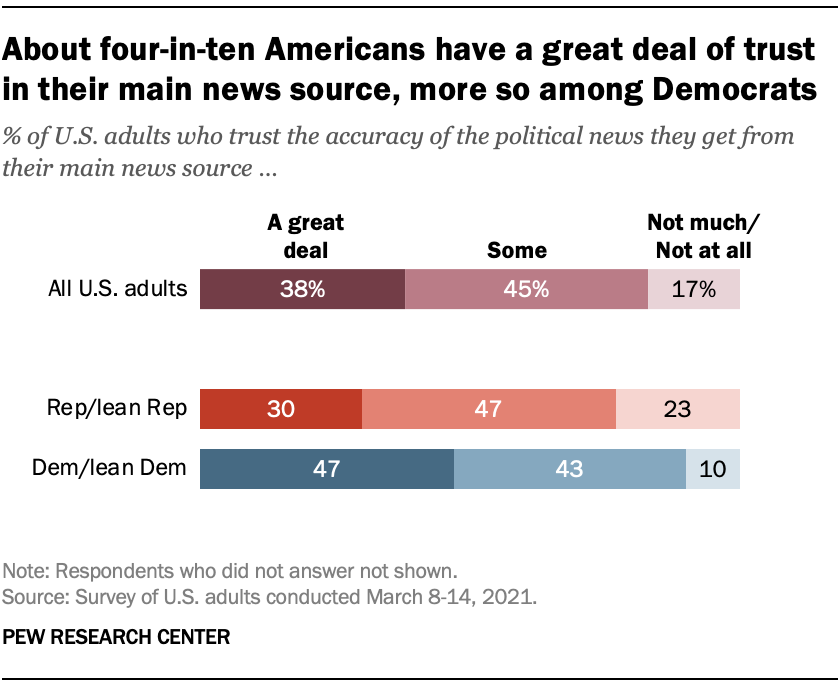 About four-in-ten Americans have a great deal of trust
in their main news source, more so among Democrats
% of U.S. adults who trust the accuracy of the political news they get from
their main news source ...
A great
deal
Some
Not much/
Not at all
All U.S. adults 38% 45% 17%
Rep/lean Rep 30 47 23
Dem/lean Dem 47 43 10
Note: Respondents who did not answer not shown.
Source: Survey of U.S. adults conducted March 8-14, 2021.
PEW RESEARCH CENTER